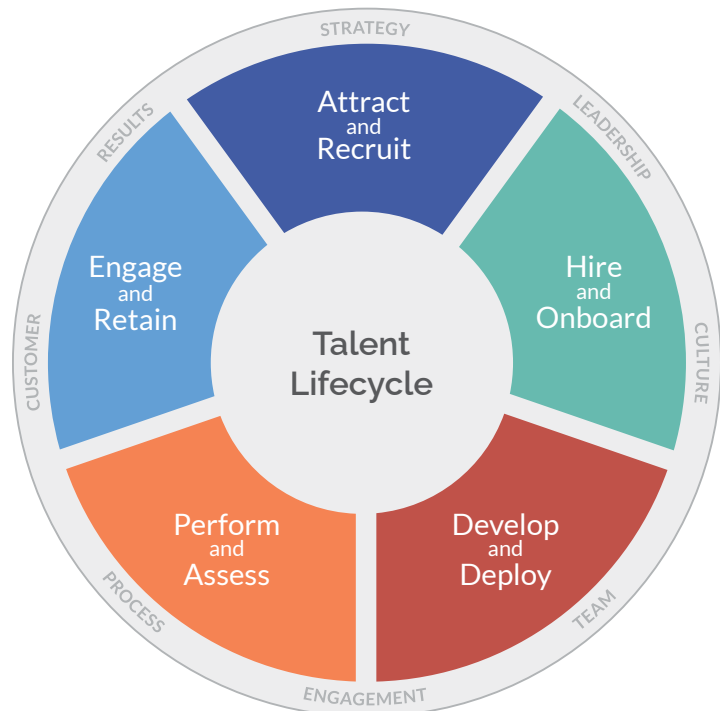 STRATEGY
LEADERSHIP
CULTURE
TEAM
ENGAGEMENT
PROCESS
CUSTOMER
RESULTS
Attract
and
Recruit
Hire
and
Onboard
Develop
and
Deploy
Perform
and
Assess
Engage
and
Retain
Talent
Lifecycle